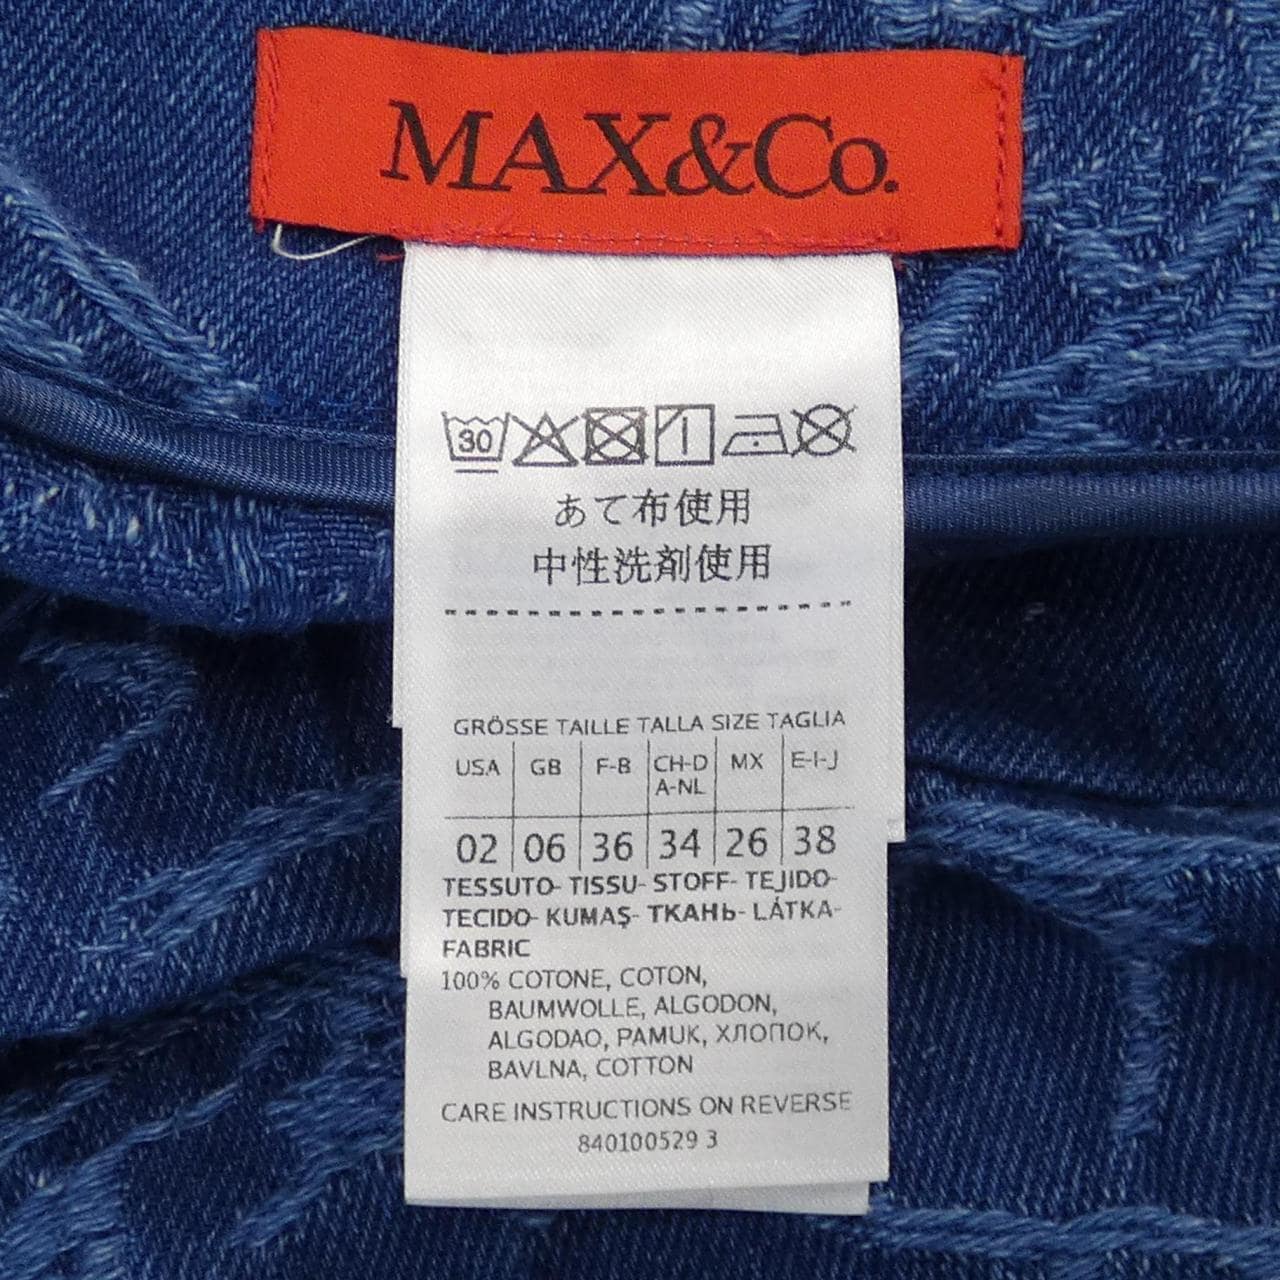 MAX&Co.
30
あて布使用
中性洗剤使用
GRÖSSE TAILLE TALLA SIZE TAGLIA
USA GB F-B CH-D A-NL MX E-I-J
02 06 36 34 26 38
TESSUTO- TISSU- STOFF- TEJIDO-
TECIDO- KUMAŞ- ТКАНЬ- LÁTKA-
FABRIC
100% COTONE, COTON,
BAUMWOLLE, ALGODON,
ALGODAO, PAMUK, ХЛОПОК,
BAVLNA, COTTON
CARE INSTRUCTIONS ON REVERSE
840100529 3